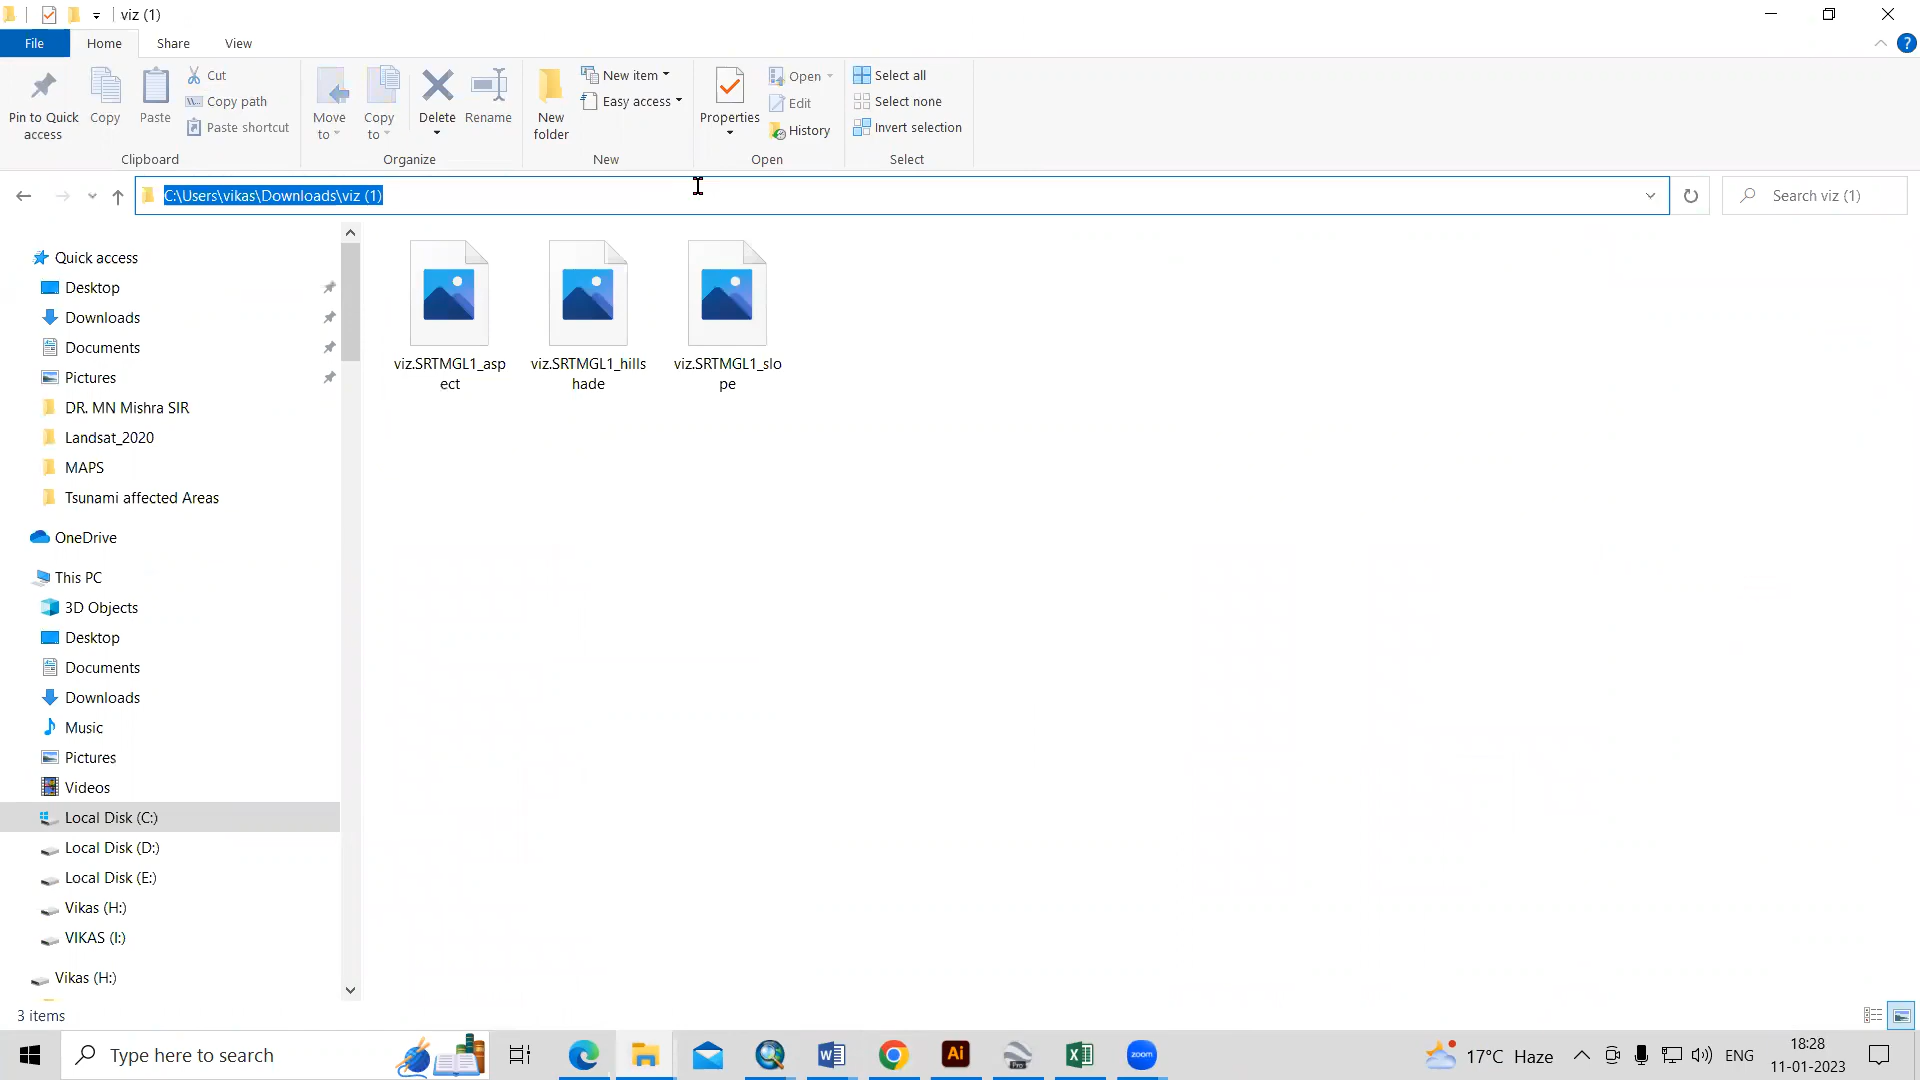 viz (1)
File Home Share View
Pin to Quick access
Copy
Paste
Cut
Copy path
Paste shortcut
Clipboard
Move to
Copy to
Delete
Rename
Organize
New folder
New item
Easy access
New
Properties
Open
Edit
History
Open
Select all
Select none
Invert selection
Select
C:\Users\vikas\Downloads\viz (1)
Search viz (1)
Quick access
Desktop
Downloads
Documents
Pictures
DR. MN Mishra SIR
Landsat_2020
MAPS
Tsunami affected Areas
OneDrive
This PC
3D Objects
Desktop
Documents
Downloads
Music
Pictures
Videos
Local Disk (C:)
Local Disk (D:)
Local Disk (E:)
Vikas (H:)
VIKAS (I:)
Vikas (H:)
viz.SRTMGL1_asp
ect
viz.SRTMGL1_hills
hade
viz.SRTMGL1_slo
pe
3 items
Type here to search
Ai
Pro
zoom
17°C Haze
ENG
18:28
11-01-2023